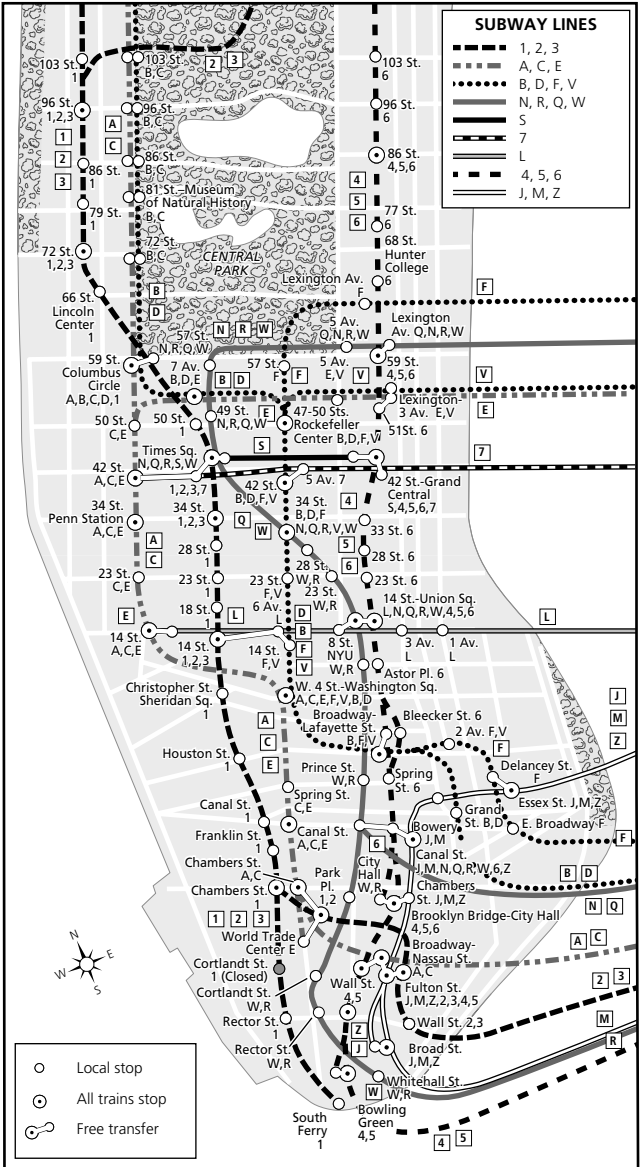 SUBWAY LINES
1, 2, 3
A, C, E
B, D, F, V
N, R, Q, W
S
7
L
4, 5, 6
J, M, Z
103 St.
1
2
3
103 St.
B,C
103 St.
6
96 St.
1,2,3
A
C
96 St.
B,C
96 St.
6
1
2
3
86 St.
1
86 St.
B,C
86 St.
4,5,6
4
5
6
79 St.
1
81 St.–Museum
of Natural History
B,C
77 St.
6
72 St.
1,2,3
72 St.
B,C
CENTRAL
PARK
68 St.
Hunter
College
6
66 St.
Lincoln
Center
1
B
D
Lexington Av.
F
F
N
R
W
57 St.
N,R,Q,W
5 Av.
Q,N,R,W
Lexington
Av. Q,N,R,W
59 St.
Columbus
Circle
A,B,C,D,1
7 Av.
B,D,E
B
D
57 St.
F
F
5 Av.
E,V
V
59 St.
4,5,6
V
E
50 St.
C,E
50 St.
1
49 St.
N,R,Q,W
E
47-50 Sts.
Rockefeller
Center B,D,F,V
Lexington-
3 Av. E,V
51St. 6
Times Sq.
N,Q,R,S,W
S
7
42 St.
A,C,E
1,2,3,7
42 St.
B,D,F,V
5 Av. 7
42 St.-Grand
Central
S,4,5,6,7
34 St.
Penn Station
A,C,E
34 St.
1,2,3
Q
W
34 St.
B,D,F
N,Q,R,V,W
4
5
6
33 St. 6
A
C
28 St.
1
28 St.
W,R
28 St. 6
23 St.
C,E
23 St.
1
23 St.
F,V
23 St.
W,R
23 St. 6
18 St.
1
L
6 Av.
L
D
B
F
V
14 St.-Union Sq.
L,N,Q,R,W,4,5,6
E
14 St.
A,C,E
14 St.
1,2,3
14 St.
F,V
8 St.
NYU
W,R
3 Av.
L
1 Av.
L
L
Astor Pl. 6
Christopher St.
Sheridan Sq.
1
W. 4 St.-Washington Sq.
A,C,E,F,V,B,D
A
C
E
Broadway-
Lafayette St.
B,F,V
Bleecker St. 6
2 Av. F,V
F
J
M
Z
Houston St.
1
Prince St.
W,R
Spring
St. 6
Delancey St.
F
Essex St. J,M,Z
Spring St.
C,E
Canal St.
1
Canal St.
A,C,E
Bowery
J,M
Grand
St. B,D
E. Broadway F
F
Franklin St.
1
6
Canal St.
J,M,N,Q,R,W,6,Z
Chambers St.
A,C
Chambers St.
1
Park
Pl.
1,2
City
Hall
W,R
Chambers
St. J,M,Z
B
D
N
Q
1
2
3
World Trade
Center E
Brooklyn Bridge-City Hall
4,5,6
A
C
N
W
E
S
Cortlandt St.
1 (Closed)
Broadway-
Nassau St.
A,C
Cortlandt St.
W,R
Wall St.
4,5
Fulton St.
J,M,Z,2,3,4,5
2
3
Rector St.
1
Wall St. 2,3
M
R
Rector St.
W,R
Z
J
Broad St.
J,M,Z
W
Whitehall St.
W,R
South
Ferry
1
Bowling
Green
4,5
4
5
Local stop
All trains stop
Free transfer